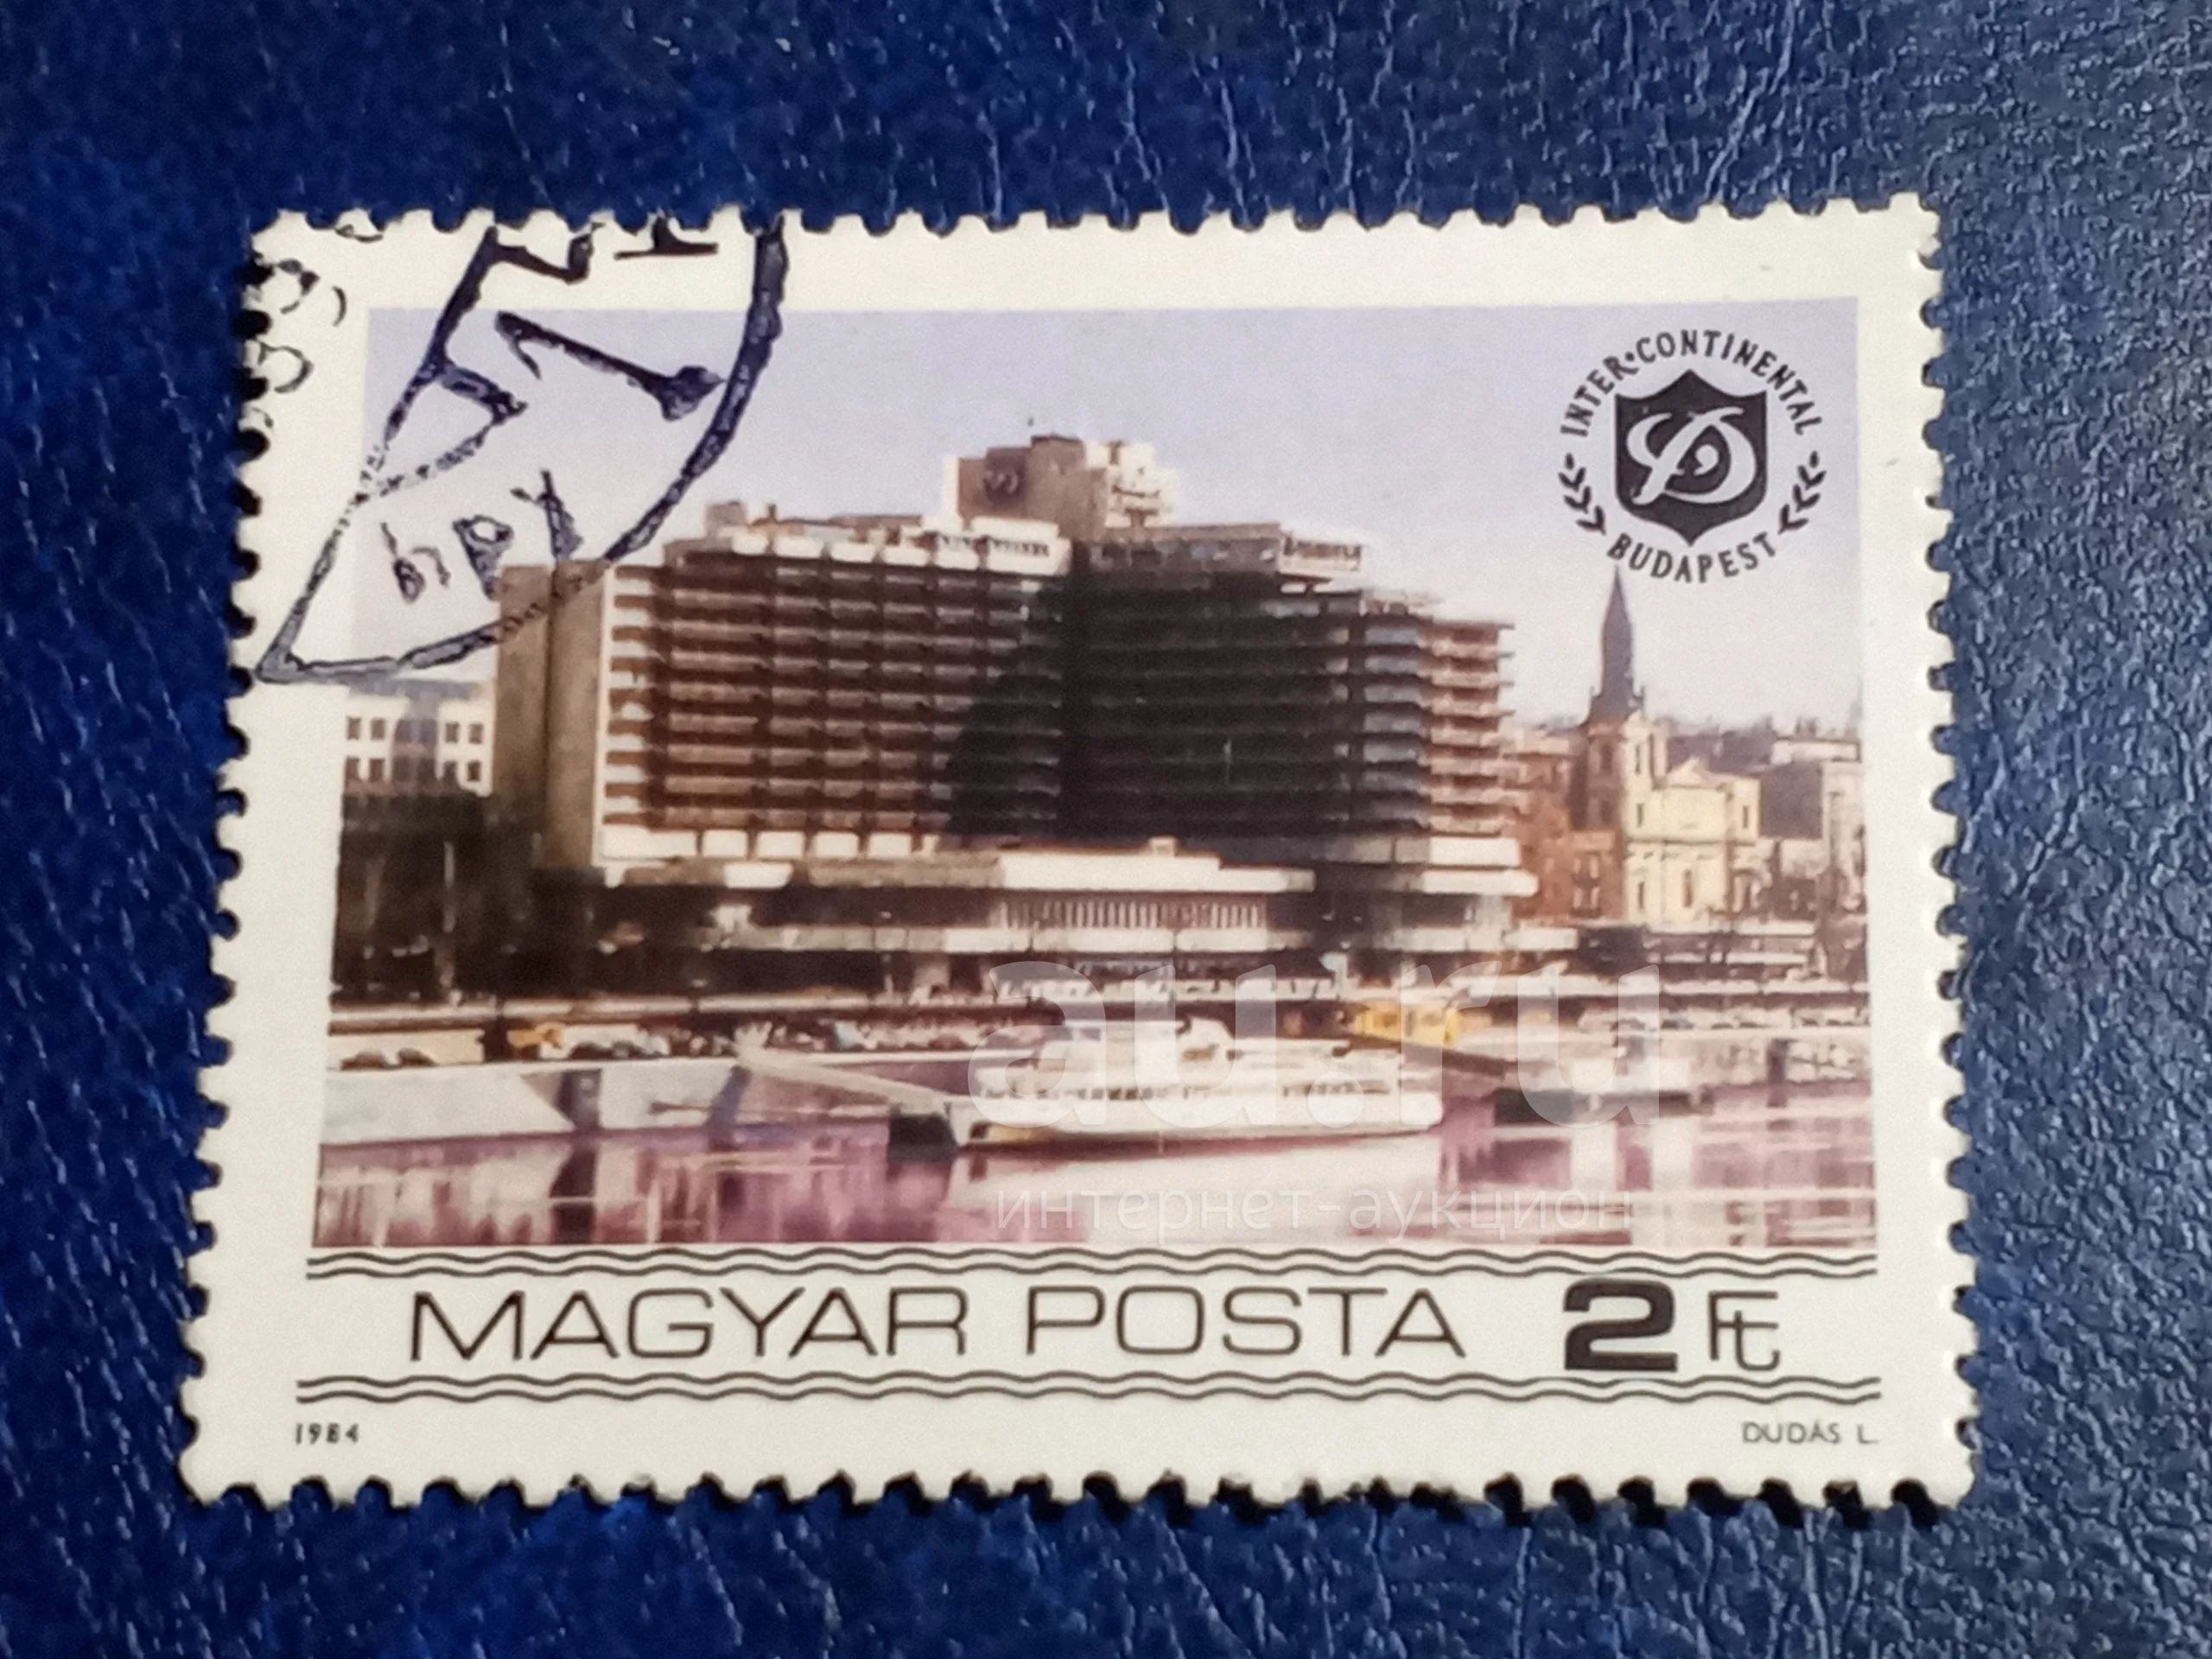 INTER·CONTINENTAL
BUDAPEST
au.ru
интернет-аукцион
MAGYAR POSTA 2 Ft
1984
DUDÁS L.